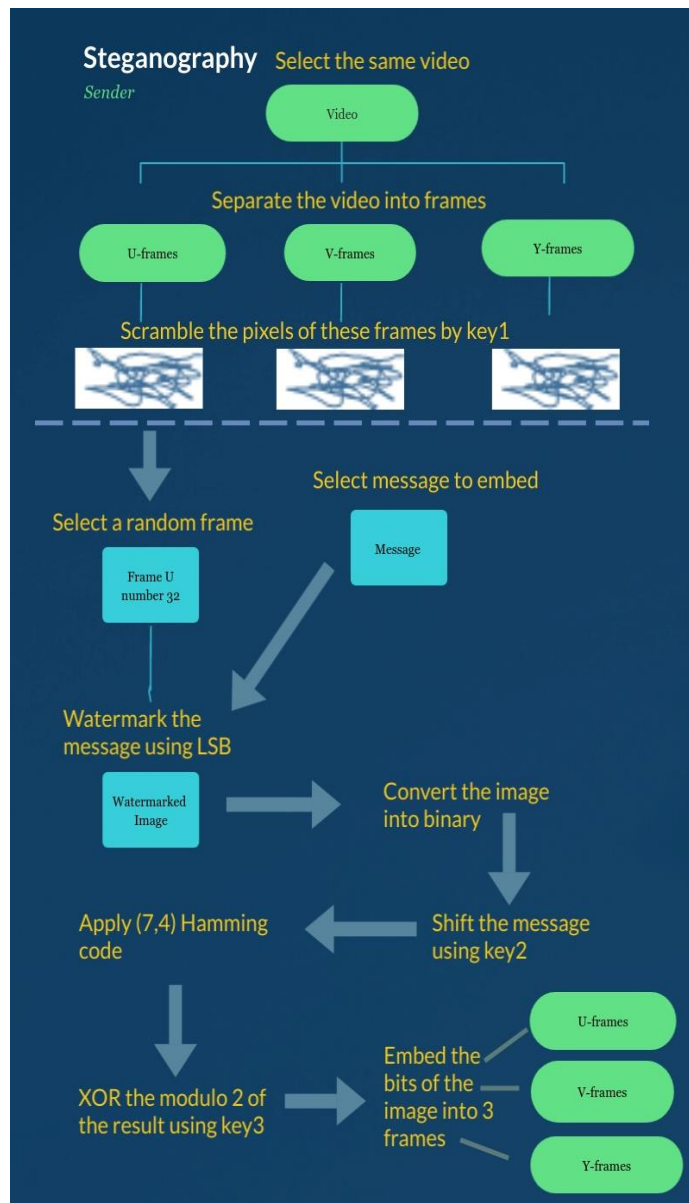 Steganography
Select the same video
Sender
Video
Separate the video into frames
U-frames
V-frames
Y-frames
Scramble the pixels of these frames by key1
Select message to embed
Select a random frame
Message
Frame U
number 32
Watermark the
message using LSB
Watermarked
Image
Convert the image
into binary
Shift the message
using key2
Apply (7,4) Hamming
code
XOR the modulo 2 of
the result using key3
Embed the
bits of the
image into 3
frames
U-frames
V-frames
Y-frames